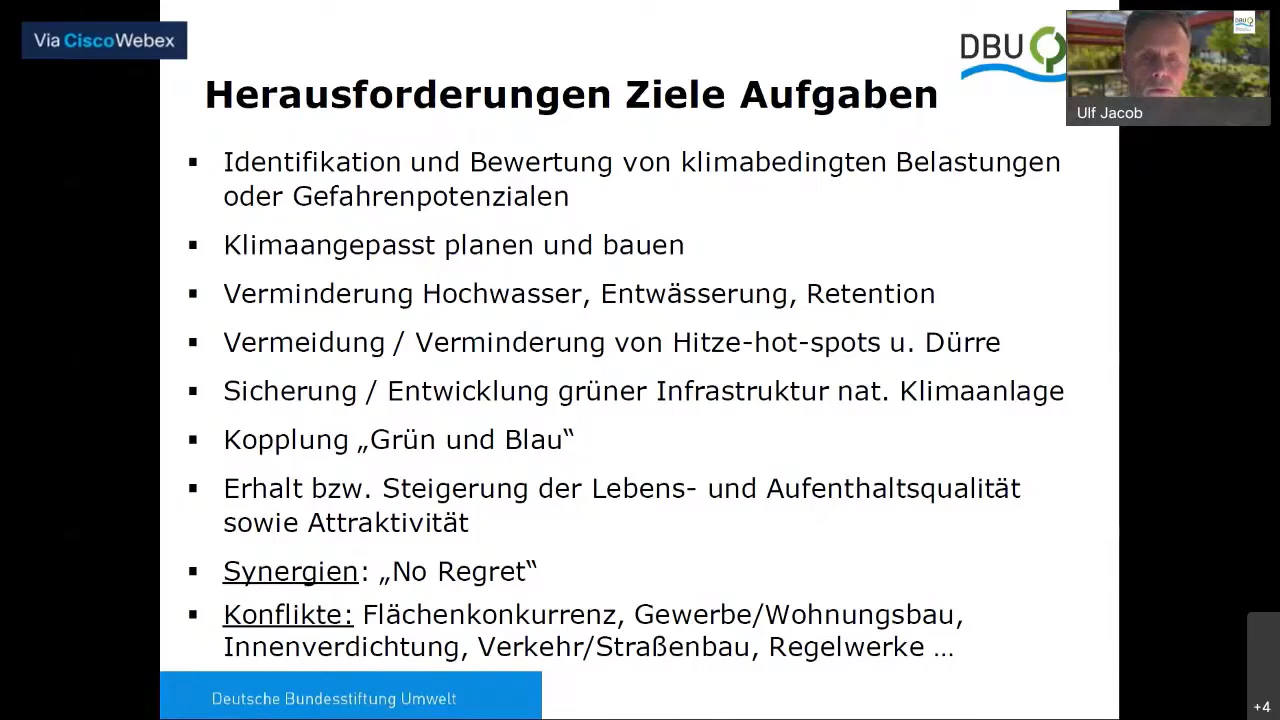 Via CiscoWebex
DBU
Ulf Jacob
Herausforderungen Ziele Aufgaben
▪ Identifikation und Bewertung von klimabedingten Belastungen
oder Gefahrenpotenzialen
▪ Klimaangepasst planen und bauen
▪ Verminderung Hochwasser, Entwässerung, Retention
▪ Vermeidung / Verminderung von Hitze-hot-spots u. Dürre
▪ Sicherung / Entwicklung grüner Infrastruktur nat. Klimaanlage
▪ Kopplung „Grün und Blau“
▪ Erhalt bzw. Steigerung der Lebens- und Aufenthaltsqualität
sowie Attraktivität
▪ Synergien: „No Regret“
▪ Konflikte: Flächenkonkurrenz, Gewerbe/Wohnungsbau,
Innenverdichtung, Verkehr/Straßenbau, Regelwerke …
Deutsche Bundesstiftung Umwelt
+4